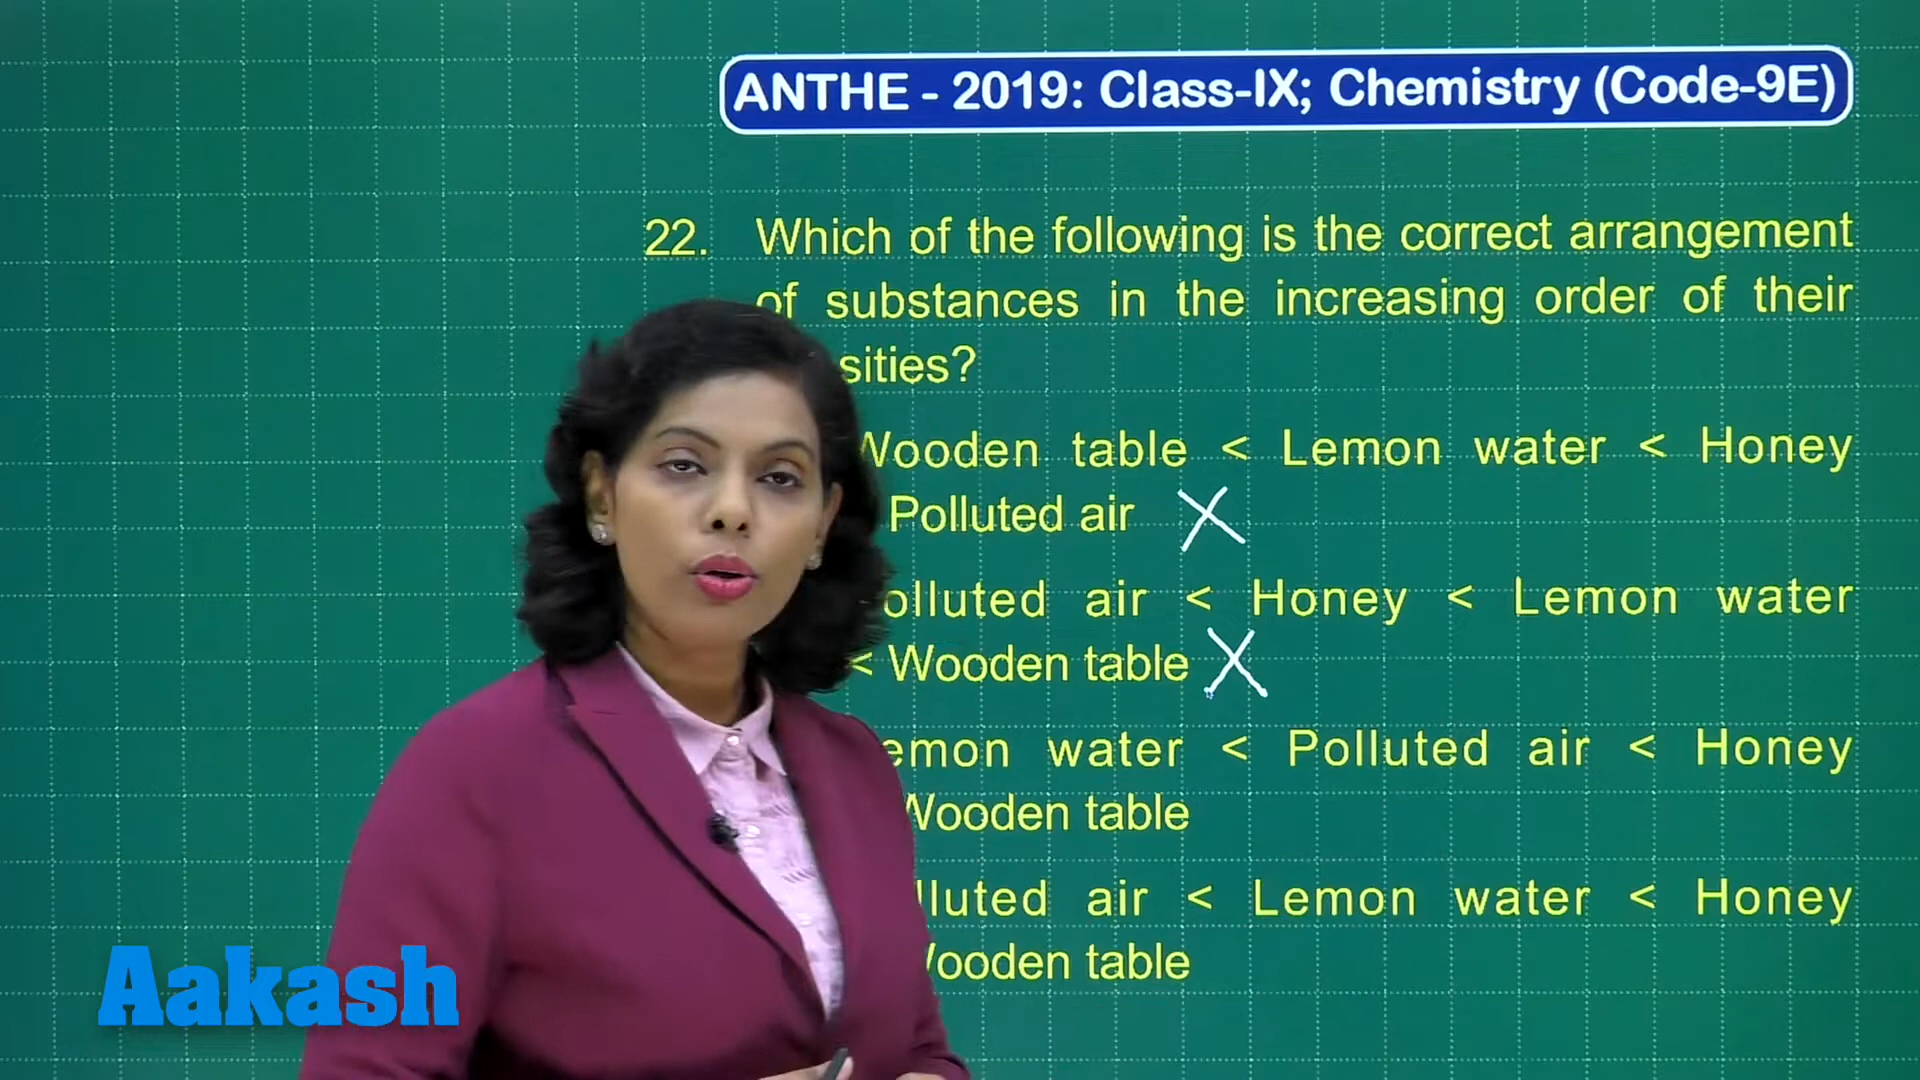 ANTHE - 2019: Class-IX; Chemistry (Code-9E)
22. Which of the following is the correct arrangement
of substances in the increasing order of their
sities?
Wooden table < Lemon water < Honey
Polluted air
olluted air < Honey < Lemon water
< Wooden table
emon water < Polluted air < Honey
Wooden table
lluted air < Lemon water < Honey
ooden table
Aakash